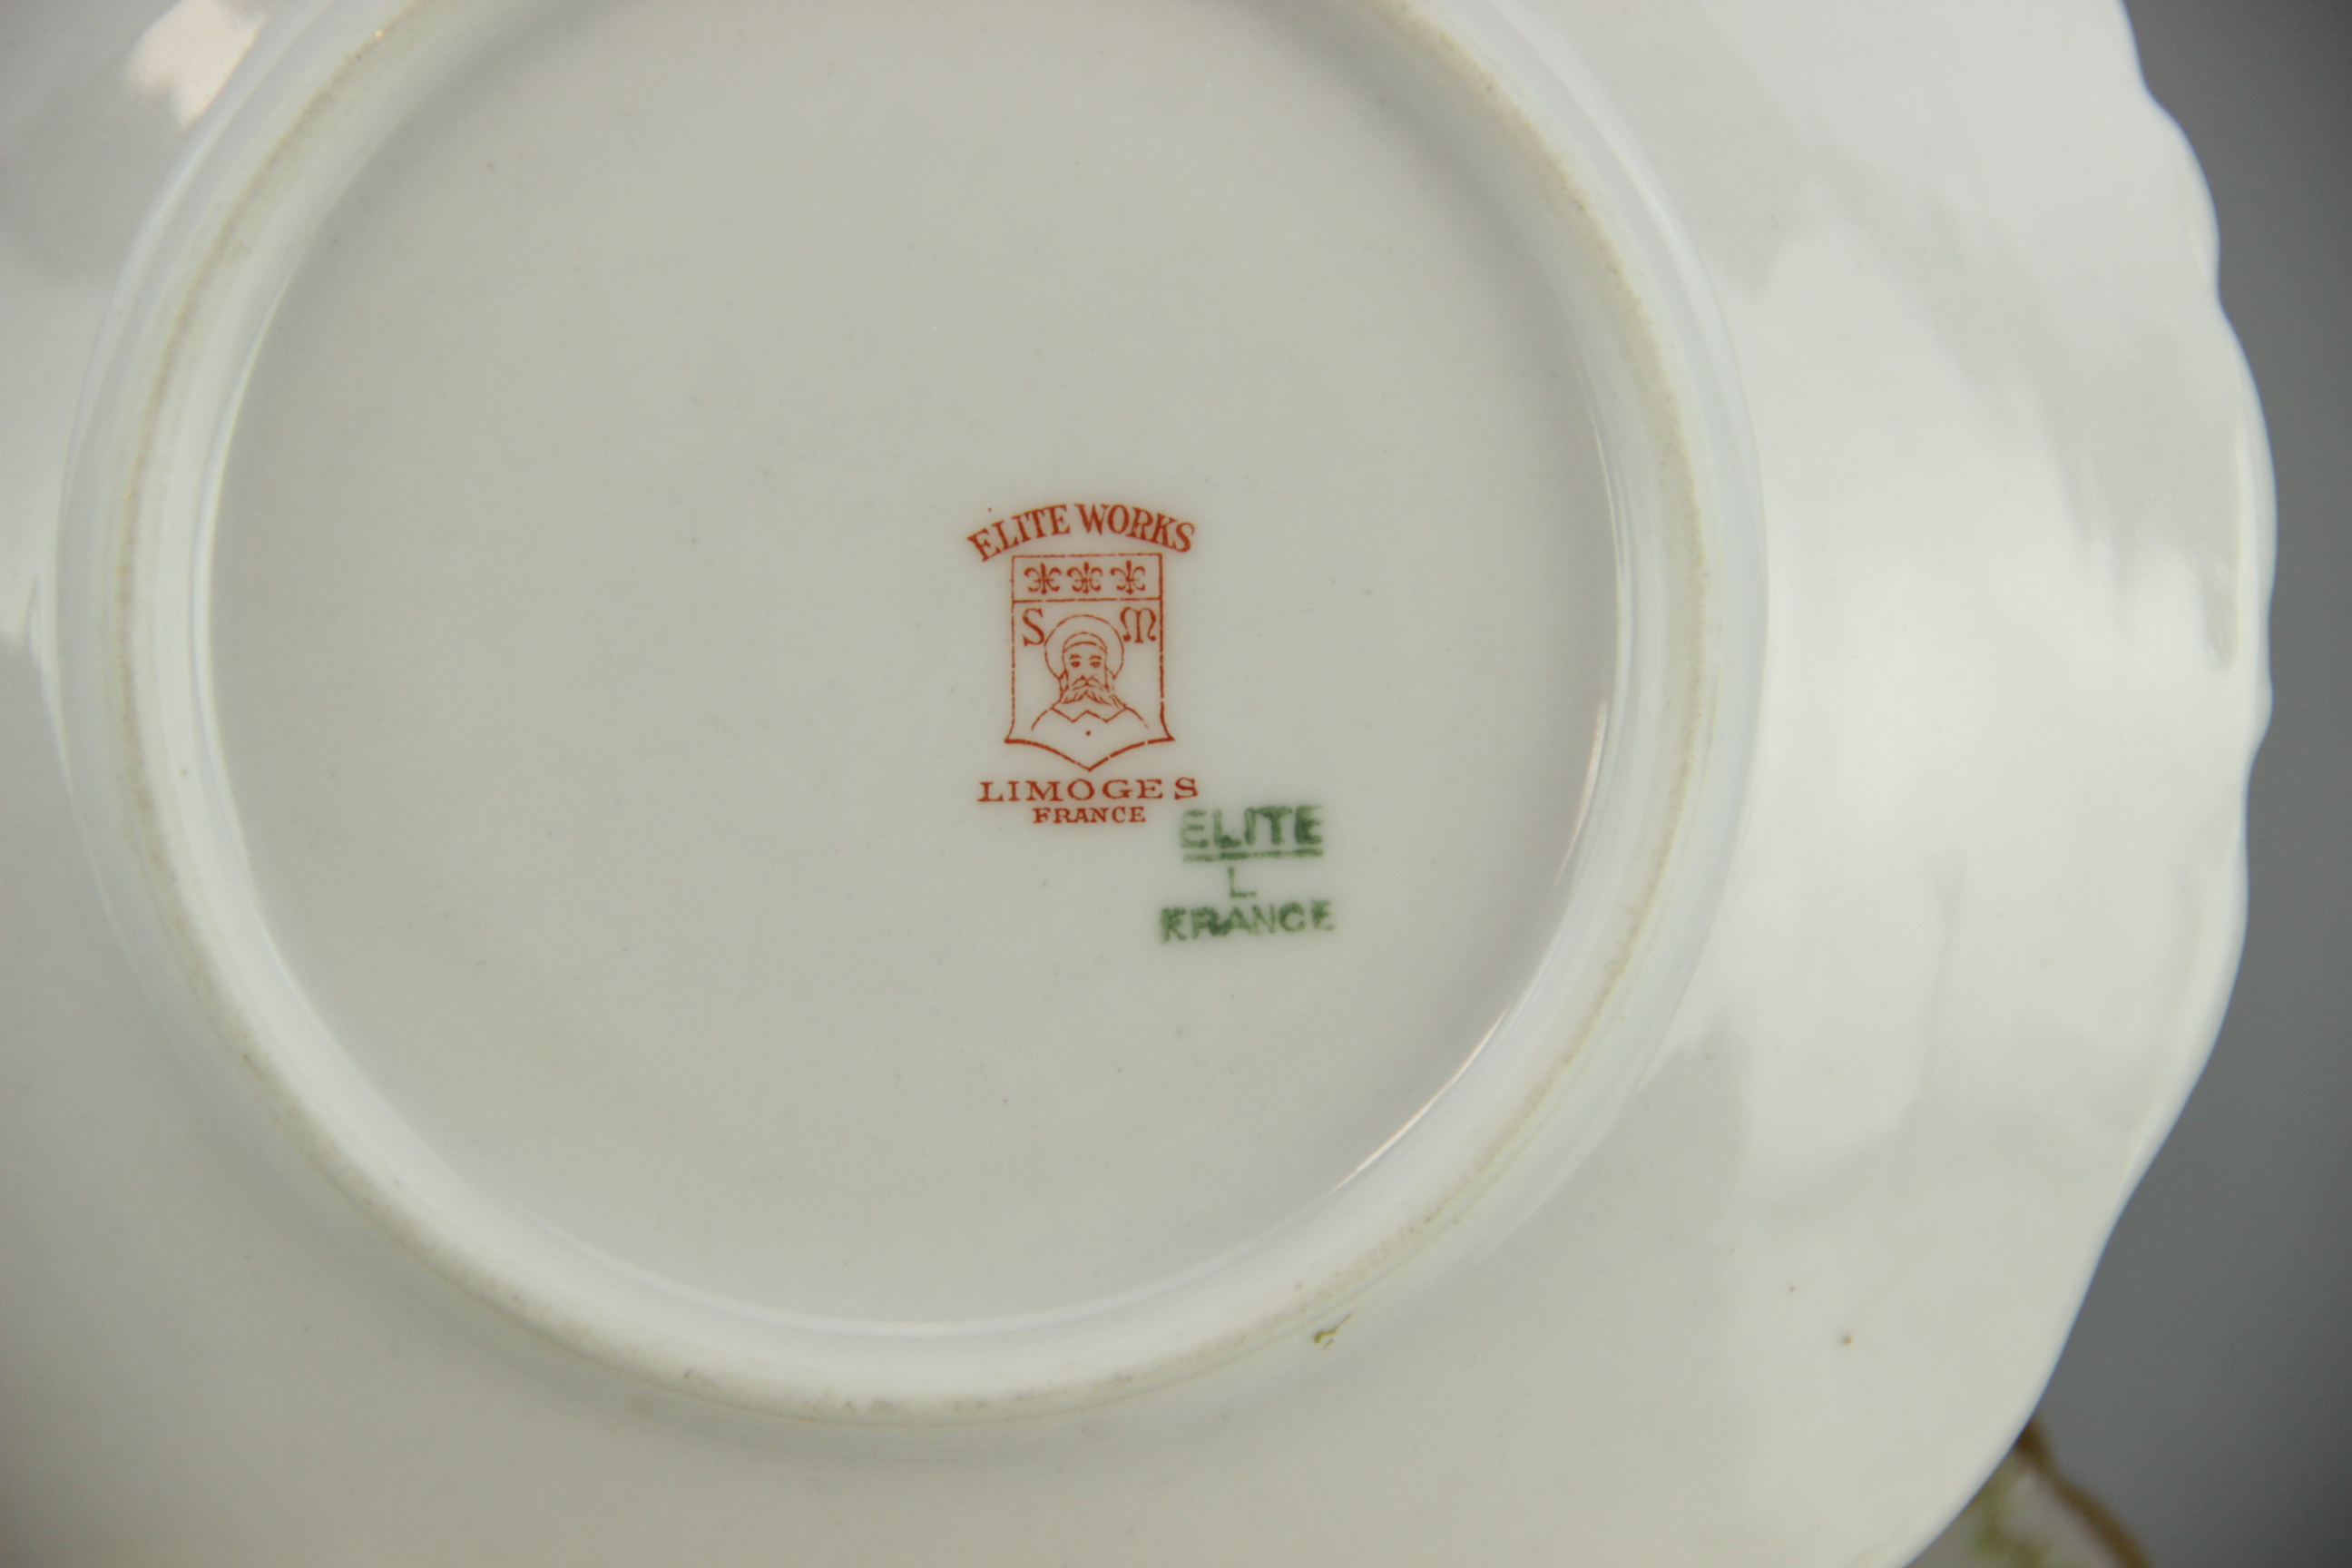 ELITE WORKS
S M
LIMOGES
FRANCE
ELITE
L
FRANCE